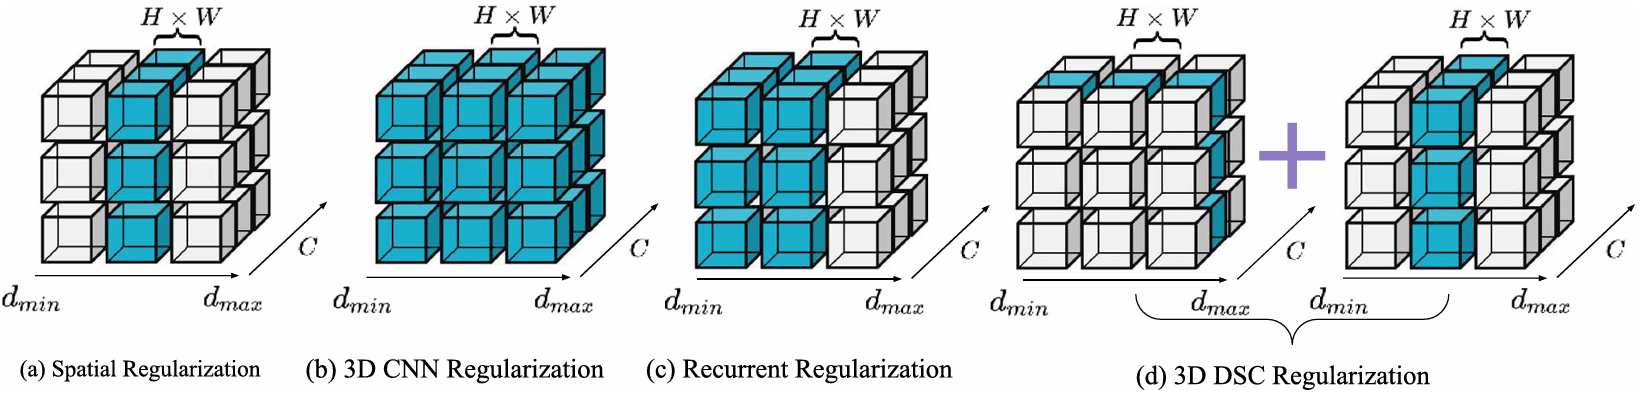 H × W H × W H × W H × W H × W
C C C C C
d_min d_max d_min d_max d_min d_max d_min d_max d_min d_max
(a) Spatial Regularization (b) 3D CNN Regularization (c) Recurrent Regularization (d) 3D DSC Regularization